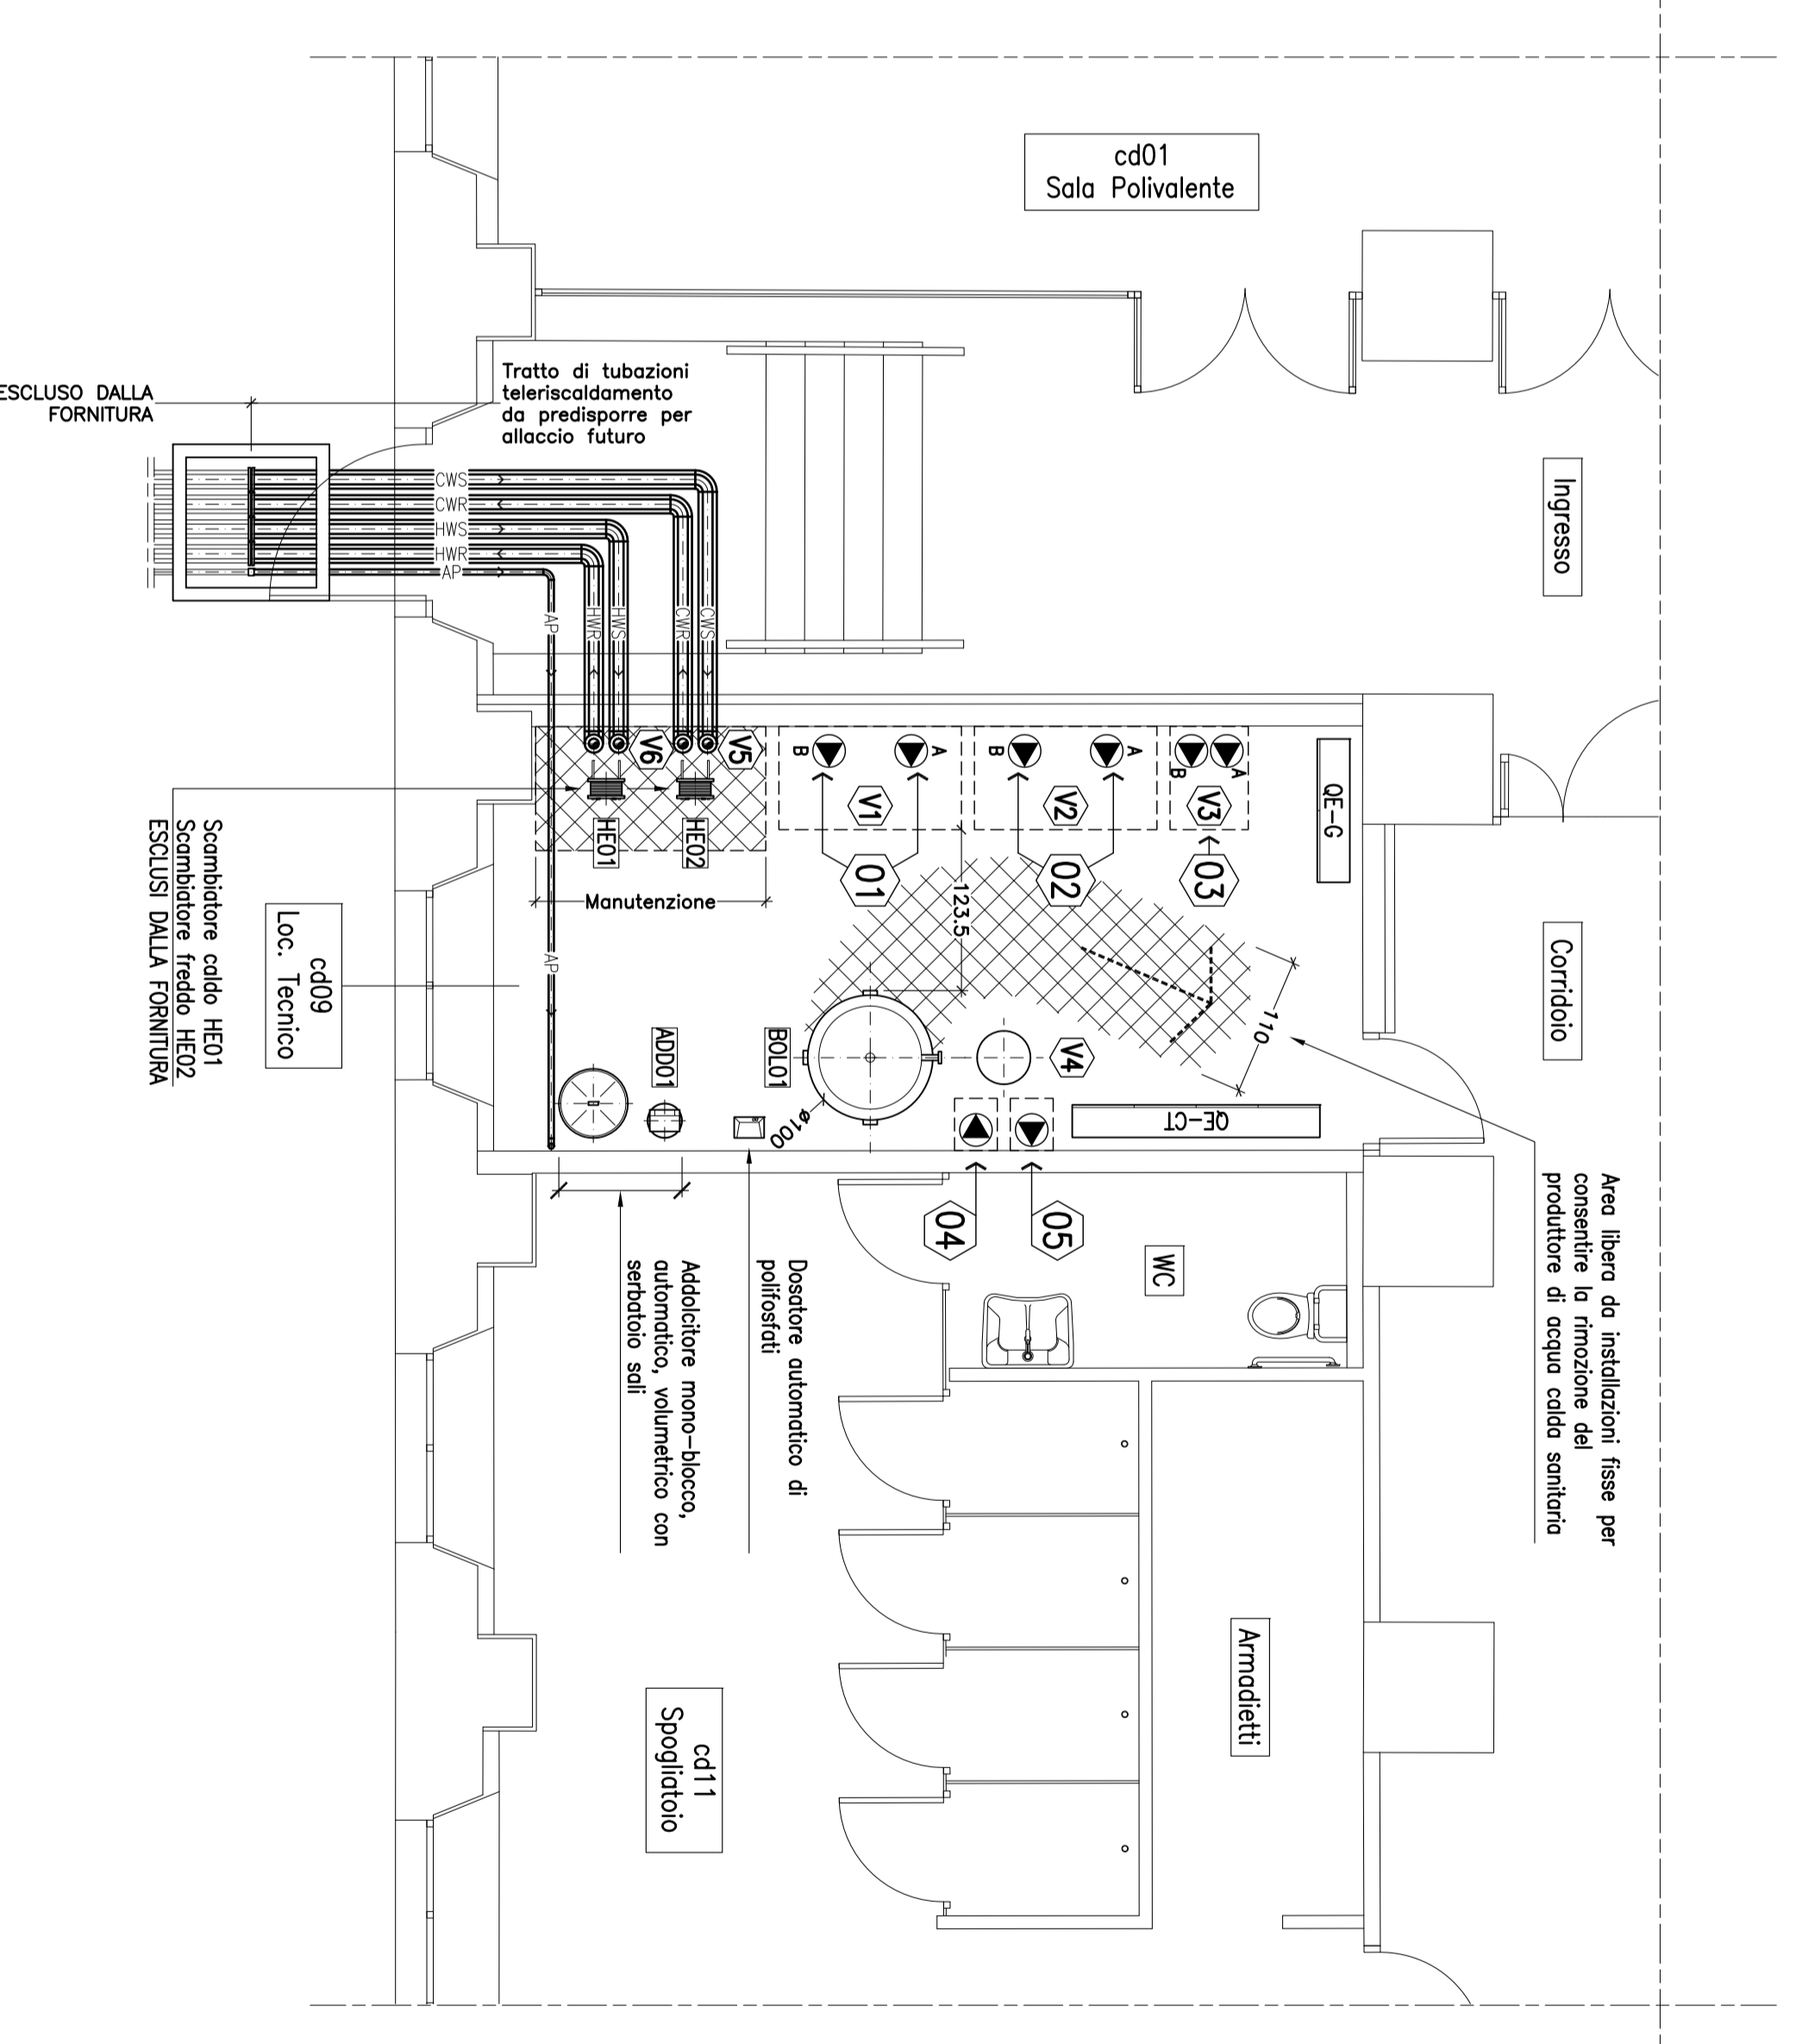 cd01
Sala Polivalente
Ingresso
Corridoio
Tratto di tubazioni
teleriscaldamento
da predisporre per
allaccio futuro
ESCLUSO DALLA
FORNITURA
CWS
CWR
HWS
HWR
AP
AP
HWR
HWS
CWR
CWS
V6
V5
HE01
HE02
Manutenzione
B
A
V1
01
B
A
V2
02
B
A
V3
03
QE-G
123.5
110
AP
Scambiatore caldo HE01
Scambiatore freddo HE02
ESCLUSI DALLA FORNITURA
cd09
Loc. Tecnico
ADD01
BOL01
ø100
V4
QE-CT
04
05
WC
Area libera da installazioni fisse per
consentire la rimozione del
produttore di acqua calda sanitaria
Dosatore automatico di
polifosfati
Addolcitore mono-blocco,
automatico, volumetrico con
serbatoio sali
Armadietti
cd11
Spogliatoio